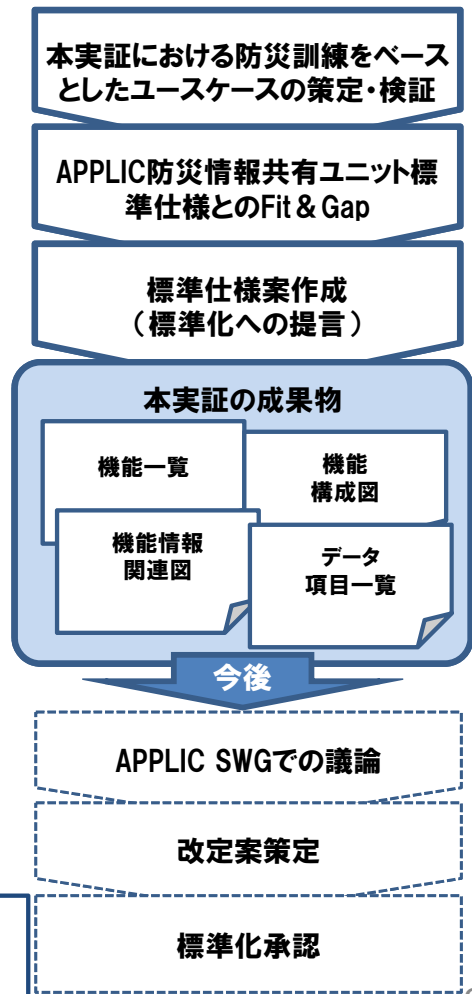 本実証における防災訓練をベース
としたユースケースの策定・検証
APPLIC防災情報共有ユニット標
準仕様とのFit & Gap
標準仕様案作成
（標準化への提言）
本実証の成果物
機能一覧
機能
構成図
機能情報
関連図
データ
項目一覧
今後
APPLIC SWGでの議論
改定案策定
標準化承認